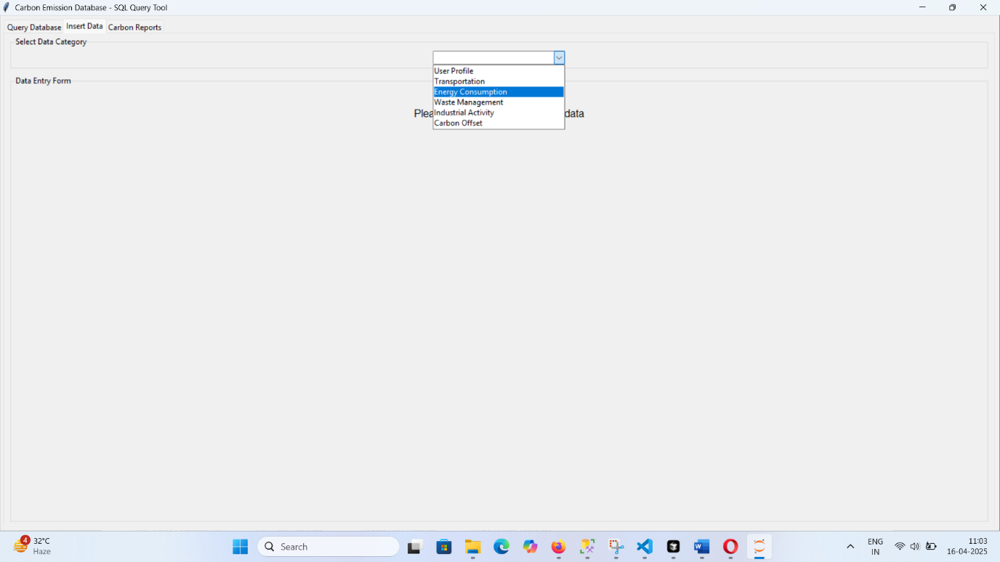 Carbon Emission Database - SQL Query Tool
Query Database Insert Data Carbon Reports
Select Data Category
User Profile
Transportation
Energy Consumption
Waste Management
Industrial Activity
Carbon Offset
Data Entry Form
data
4
32°C
Haze
Search
ENG
IN
11:03
16-04-2025